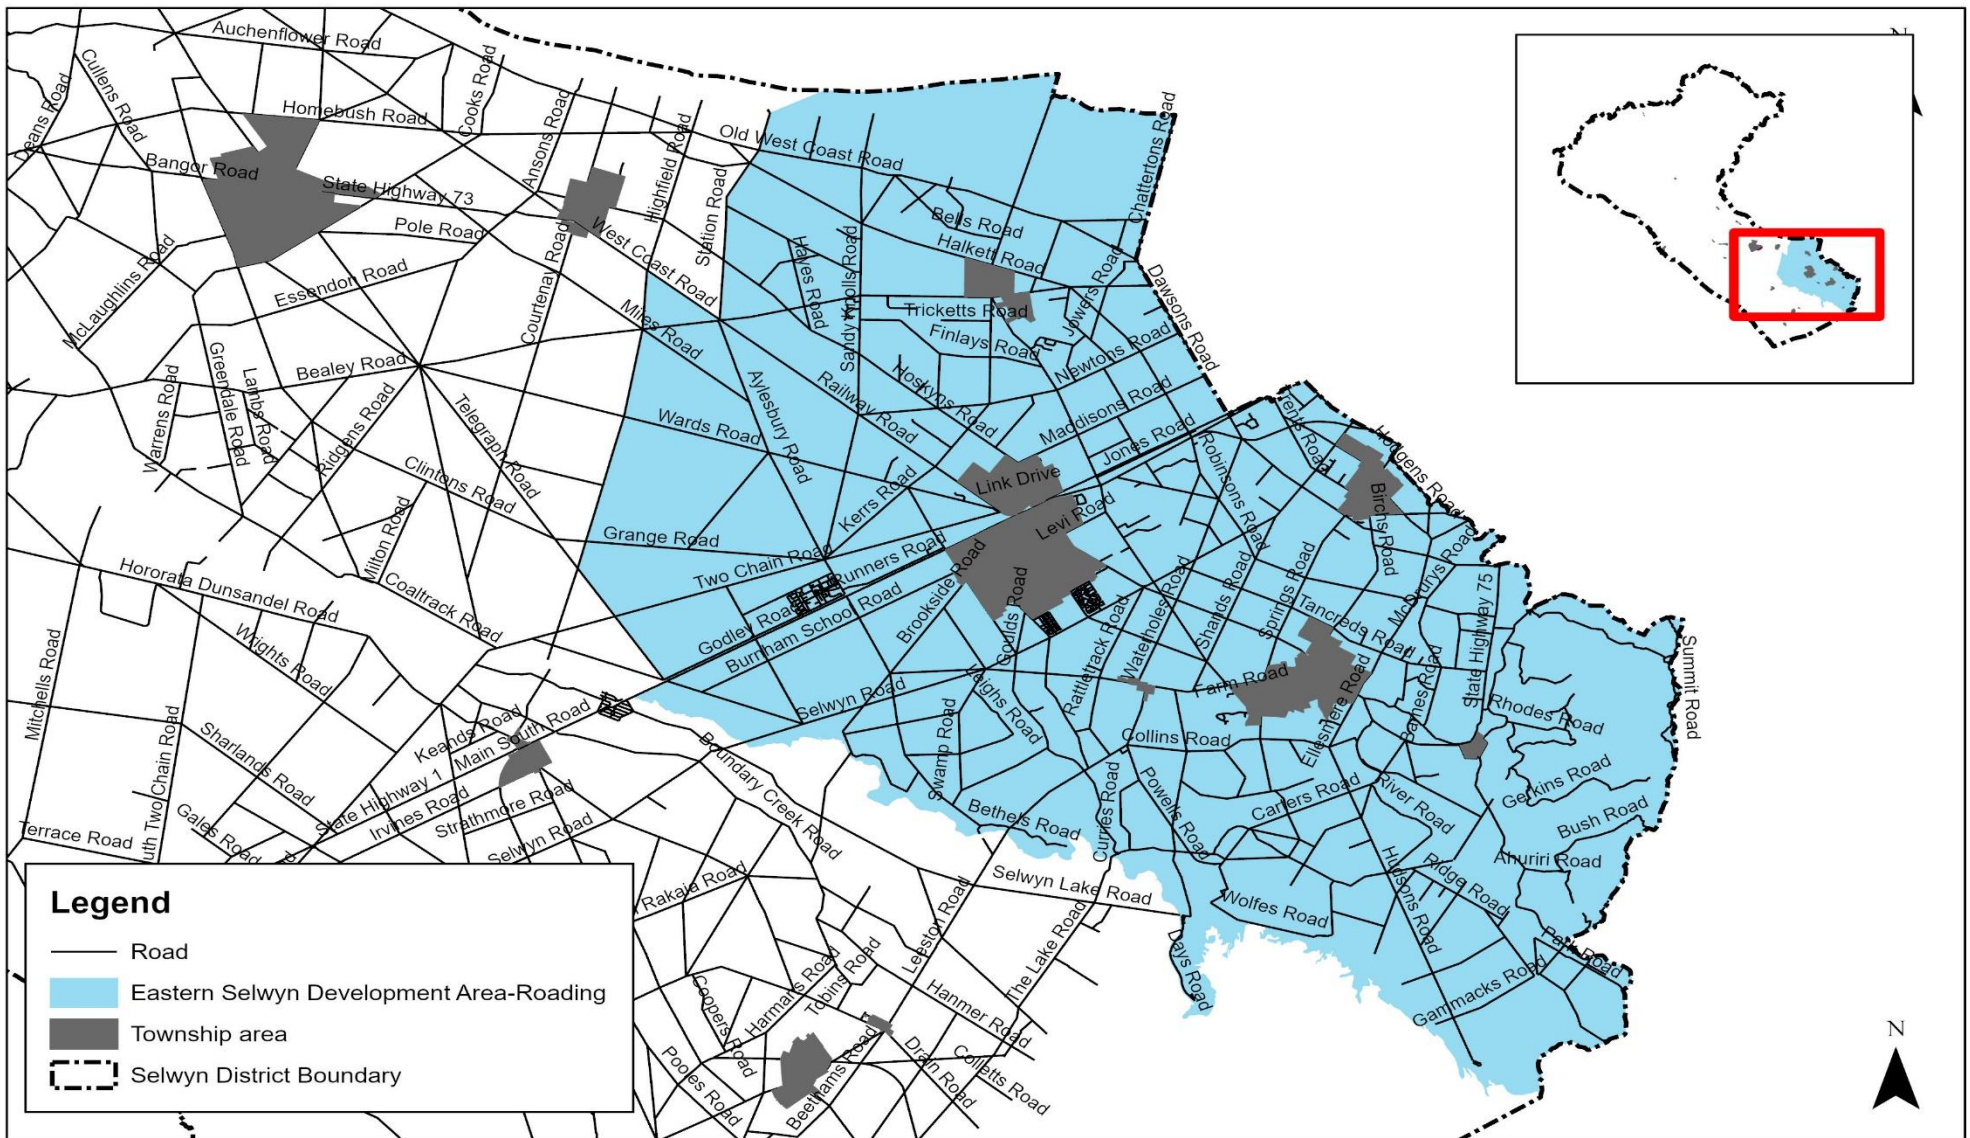 Auchenflower Road
Cullens Road
Deans Road
Cooks Road
Homebush Road
Ansons Road
Highfield Road
Old West Coast Road
Chattertons Road
Bangor Road
State Highway 73
Pole Road
Station Road
West Coast Road
Bells Road
Halkett Road
Hayes Road
Sandy Knolls Road
McLaughlins Road
Essendon Road
Courtenay Road
Miles Road
Tricketts Road
Finlays Road
Jowers Road
Dawsons Road
Newtons Road
Greendale Road
Lambs Road
Bealey Road
Warrens Road
Ridgens Road
Telegraph Road
Aylesbury Road
Railway Road
Hoskyns Road
Maddisons Road
Wards Road
Jones Road
Trents Road
Robinsons Road
Hodgens Road
Clintons Road
Link Drive
Kerrs Road
Levi Road
Birchs Road
Milton Road
Grange Road
Two Chain Road
Runners Road
Hororata Dunsandel Road
Coaltrack Road
Godley Road
Burnham School Road
Brookside Road
Goulds Road
Waterholes Road
Shands Road
Springs Road
Tancreds Road
McDrurys Road
State Highway 75
Wrights Road
Mitchells Road
Selwyn Road
Heighs Road
Rattletrack Road
Farm Road
Ellesmere Road
Barnes Road
Rhodes Road
Summit Road
Sharlands Road
Keands Road
Main South Road
Boundary Creek Road
Swamp Road
Collins Road
Gerkins Road
State Highway 1
Irvines Road
Strathmore Road
Selwyn Road
Gales Road
Terrace Road
uth Two Chain Road
Bethels Road
Curries Road
Powells Road
Carters Road
River Road
Bush Road
Ahuriri Road
Rakaia Road
Selwyn Lake Road
Wolfes Road
Hudsons Road
Ridge Road
Leeston Road
The Lake Road
Days Road
Park Road
Gammacks Road
Coopers Road
Harmans Road
Tobins Road
Hanmer Road
Pooles Road
Beethams Road
Drain Road
Colletts Road
Legend
Road
Eastern Selwyn Development Area-Roading
Township area
Selwyn District Boundary
N
N